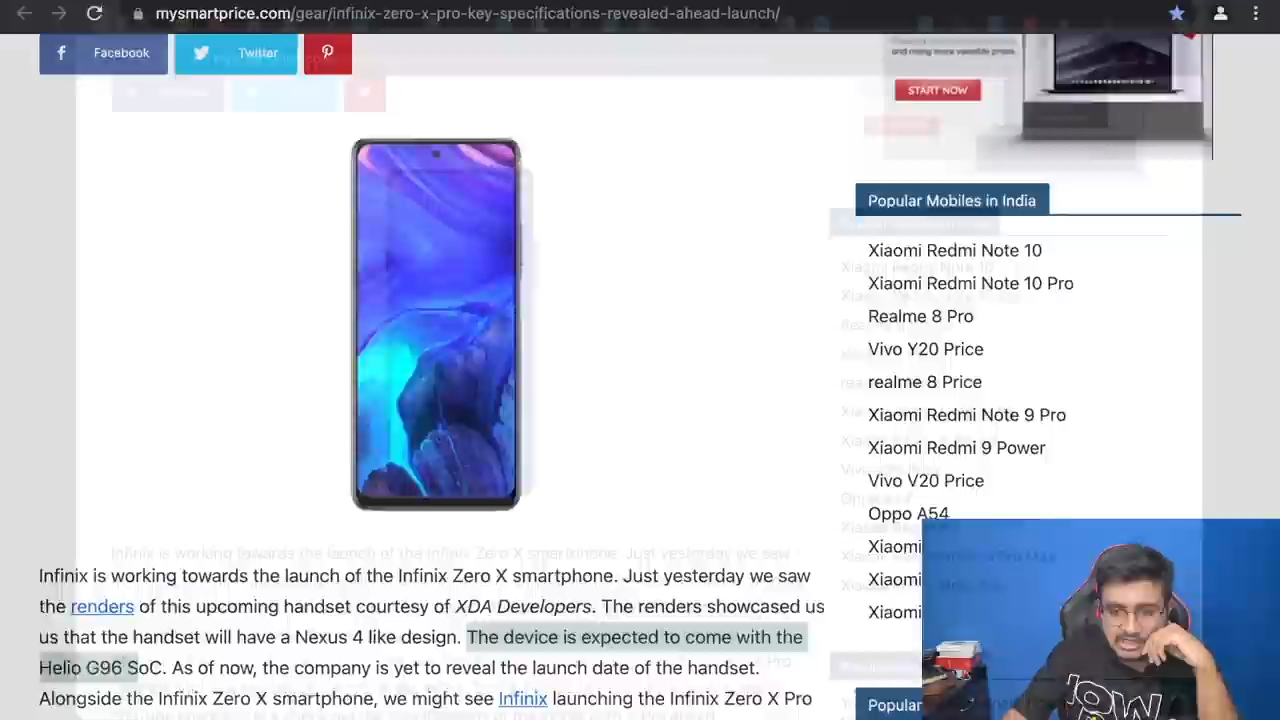 mysmartprice.com/gear/infinix-zero-x-pro-key-specifications-revealed-ahead-launch/
Facebook
Twitter
and many more valuable prizes
START NOW
Popular Mobiles in India
Xiaomi Redmi Note 10
Xiaomi Redmi Note 10 Pro
Realme 8 Pro
Vivo Y20 Price
realme 8 Price
Xiaomi Redmi Note 9 Pro
Xiaomi Redmi 9 Power
Vivo V20 Price
Oppo A54
Xiaomi
Xiaomi
Xiaomi
Popular
Infinix is working towards the launch of the Infinix Zero X smartphone. Just yesterday we saw
the renders of this upcoming handset courtesy of XDA Developers. The renders showcased us
us that the handset will have a Nexus 4 like design. The device is expected to come with the
Helio G96 SoC. As of now, the company is yet to reveal the launch date of the handset.
Alongside the Infinix Zero X smartphone, we might see Infinix launching the Infinix Zero X Pro